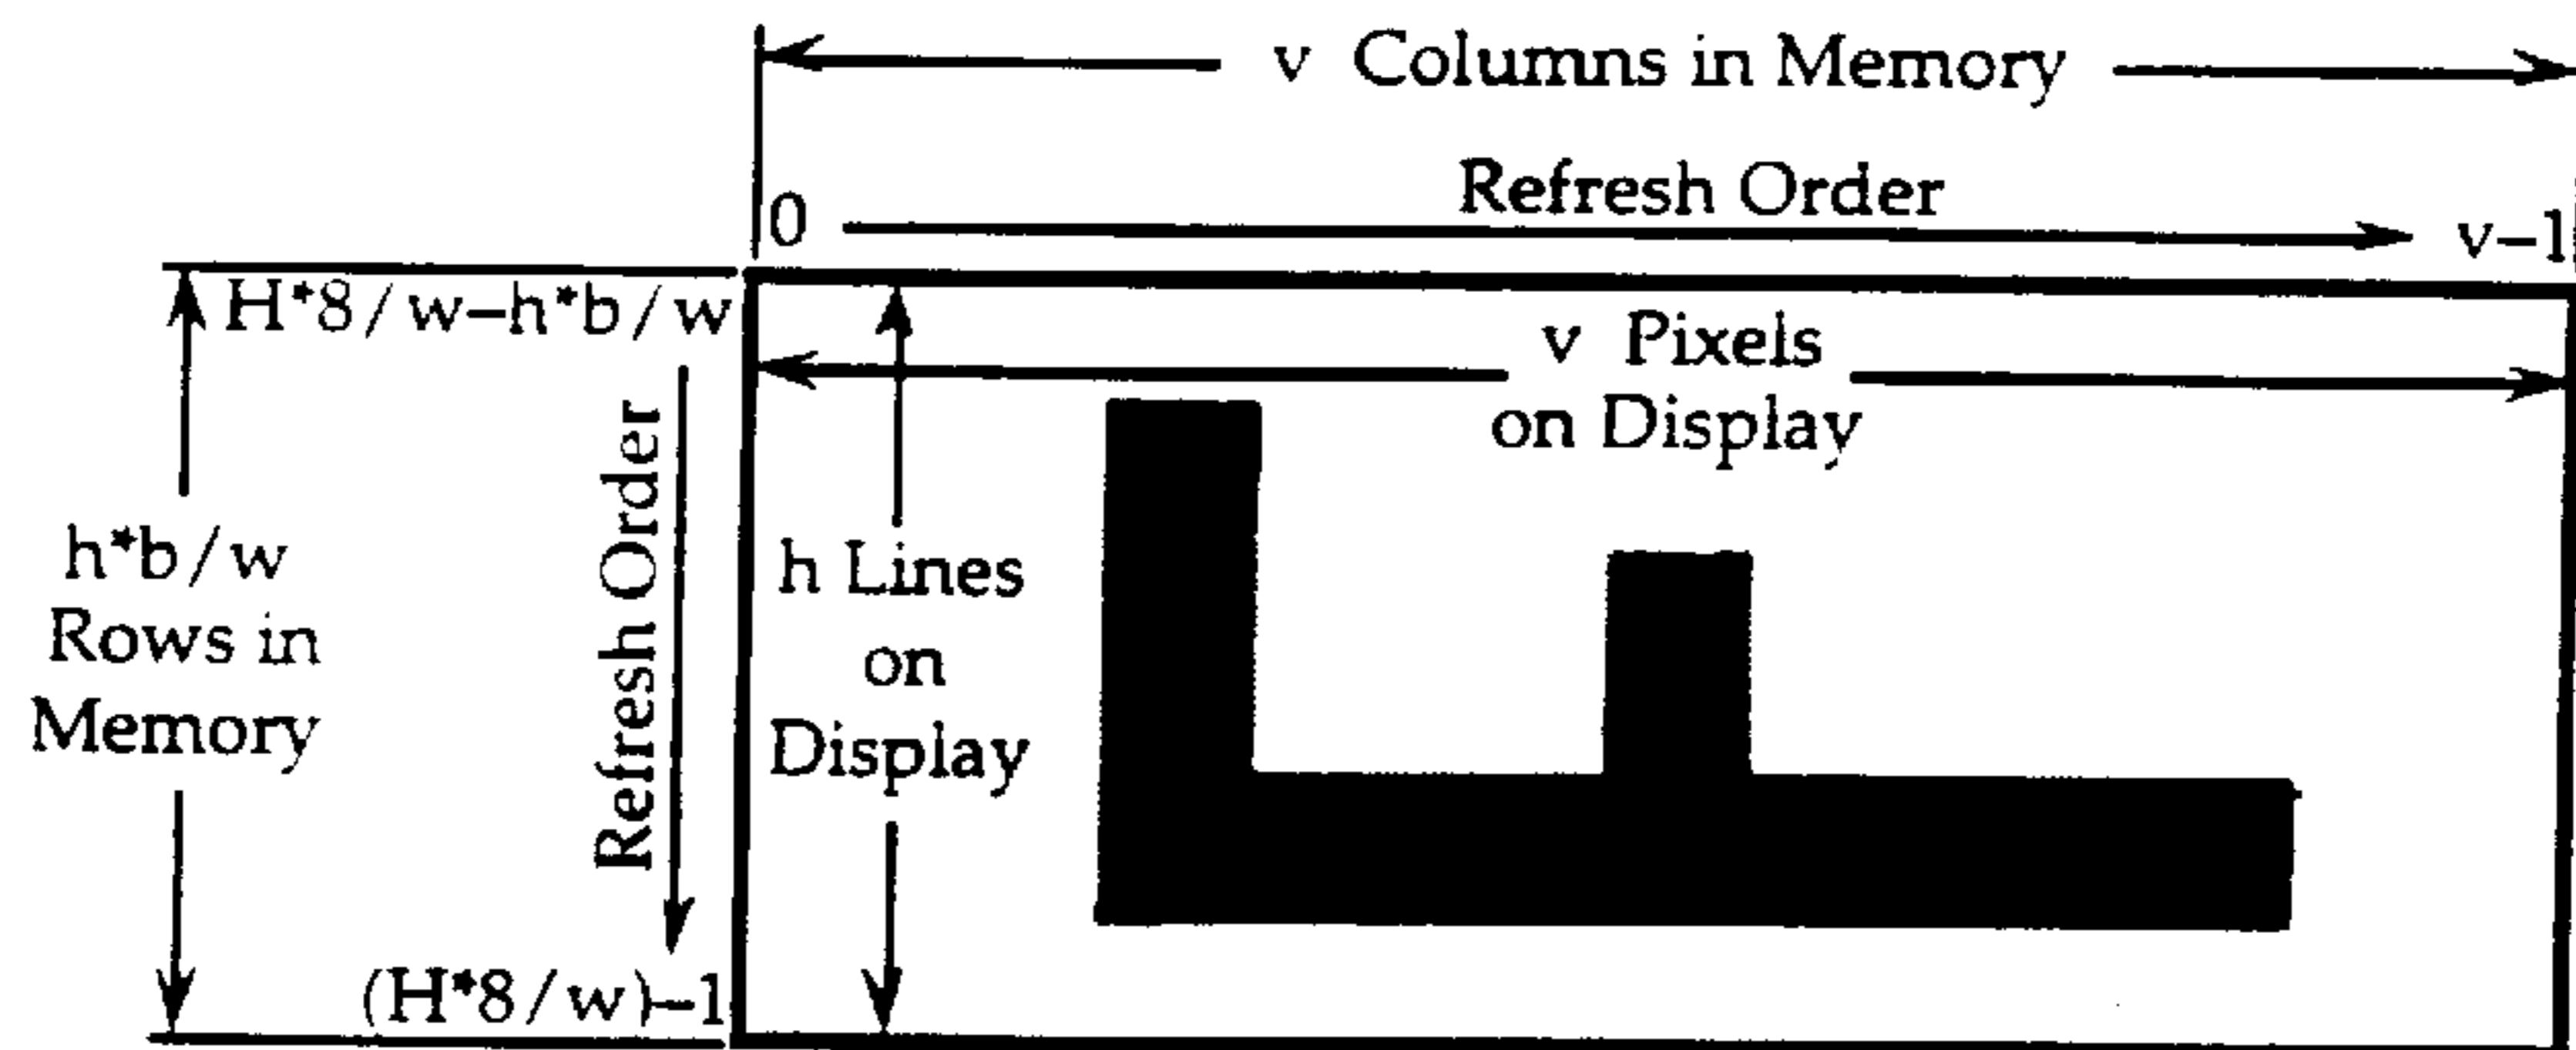 v Columns in Memory
Refresh Order
0
v-1
H*8/w-h*b/w
v Pixels
on Display
Refresh Order
h*b/w
Rows in
Memory
h Lines
on
Display
(H*8/w)-1